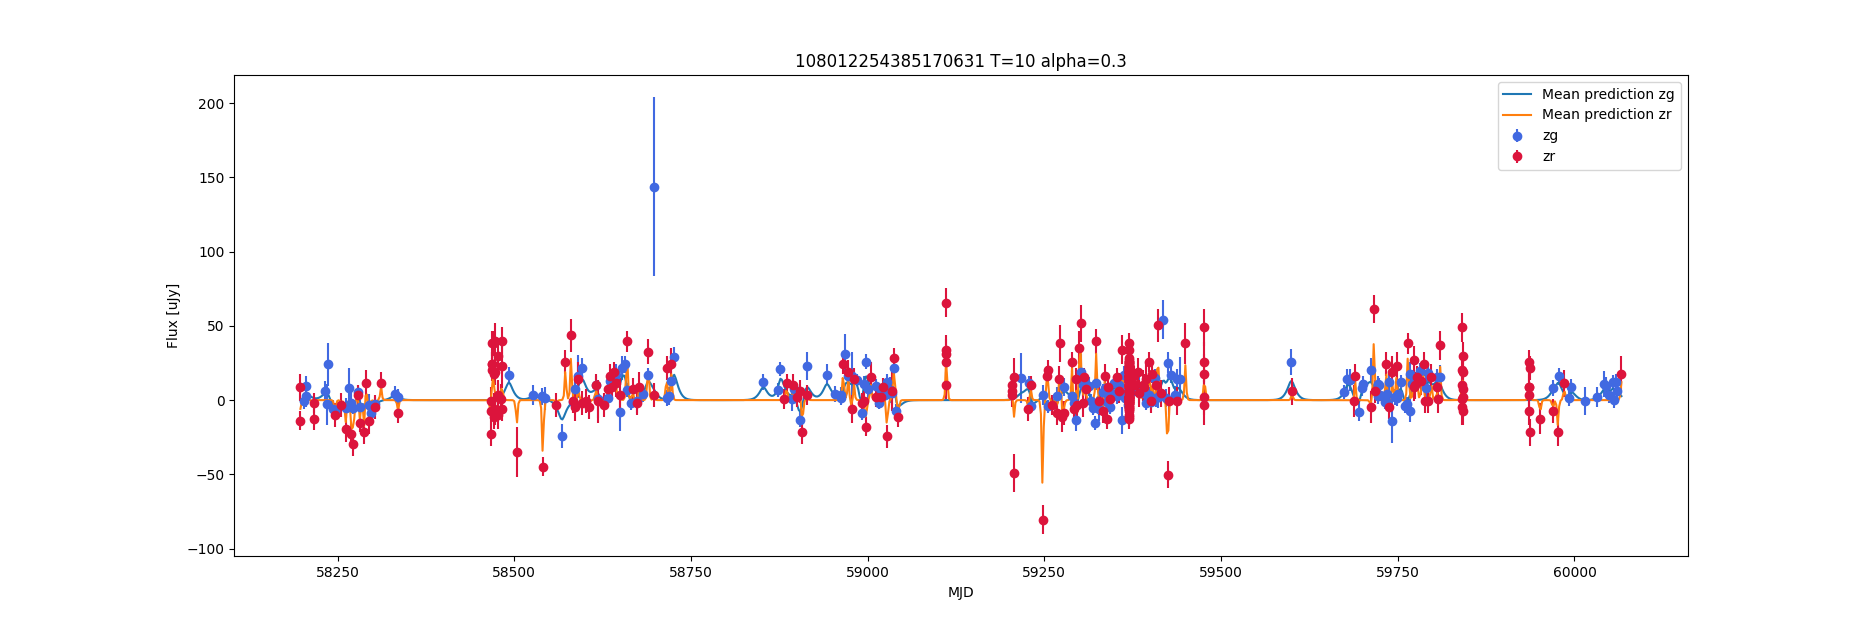 108012254385170631 T=10 alpha=0.3
Mean prediction zg
Mean prediction zr
zg
zr
Flux [uJy]
200
150
100
50
0
−50
−100
58250 58500 58750 59000 59250 59500 59750 60000
MJD